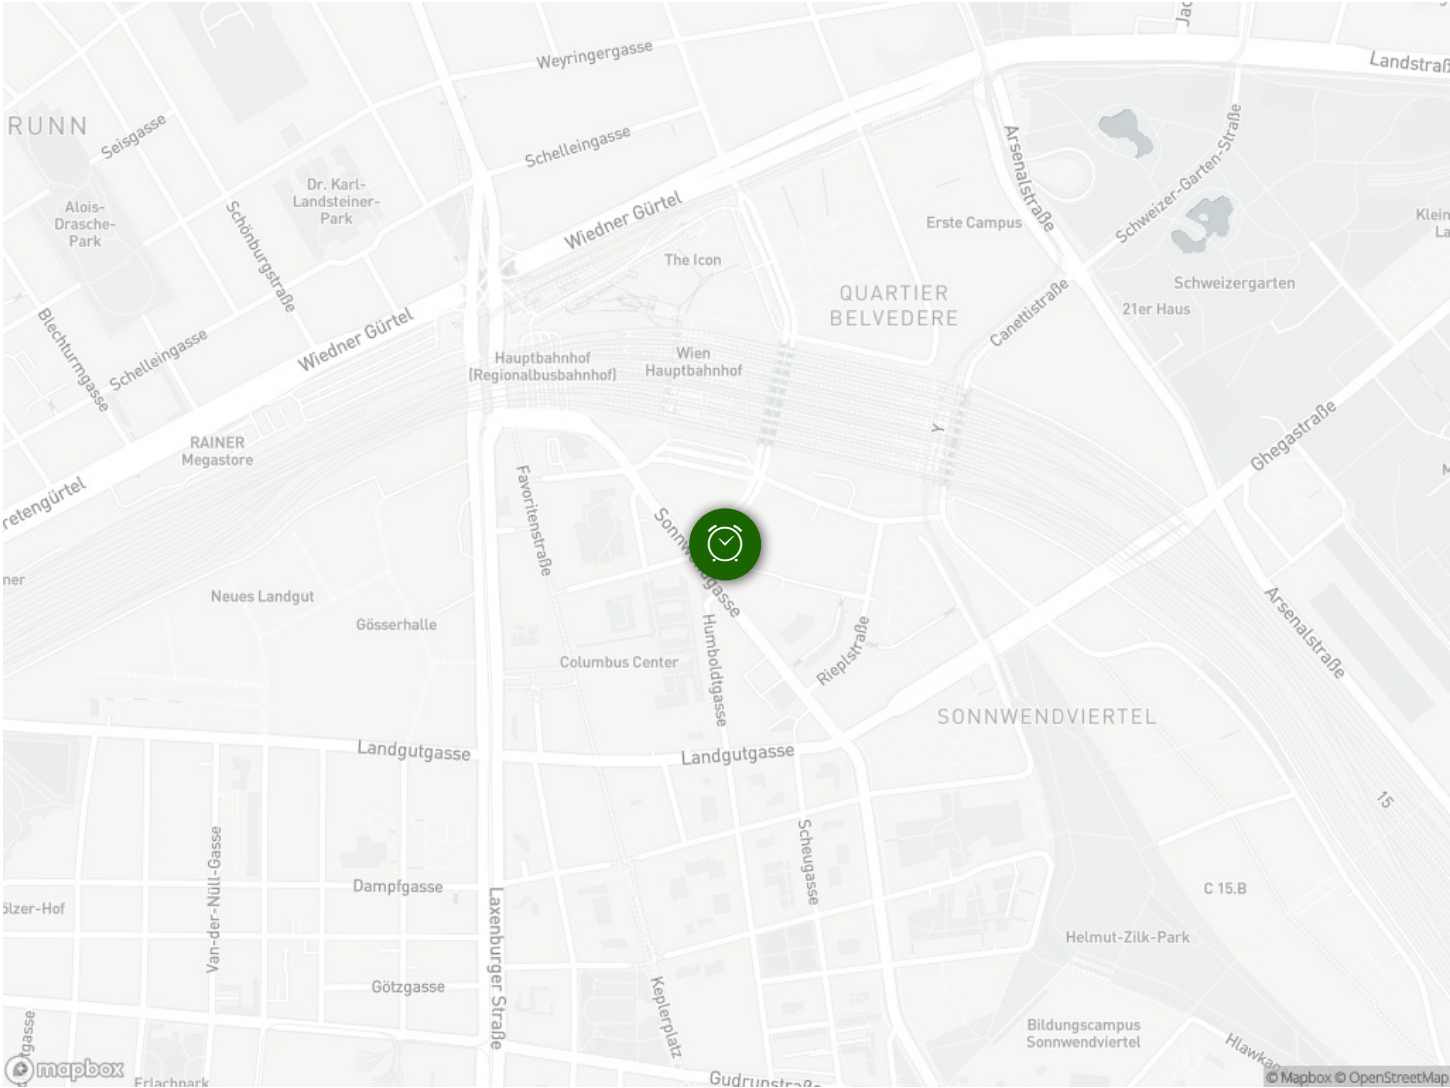 Weyringergasse
Landstraß
RUNN
Seisgasse
Schelleingasse
Arsenalstraße
Schweizer-Garten-Straße
Dr. Karl-
Landsteiner-
Park
Alois-
Drasche-
Park
Schönburgstraße
Wiedner Gürtel
Erste Campus
Klein
La
The Icon
QUARTIER
BELVEDERE
Schweizergarten
21er Haus
Canettistraße
Blechturmgasse
Schelleingasse
Wiedner Gürtel
Hauptbahnhof
(Regionalbusbahnhof)
Wien
Hauptbahnhof
RAINER
Megastore
Ghegastraße
retengürtel
Favoritenstraße
Sonnwendgasse
ner
Neues Landgut
Gösserhalle
Arsenalstraße
Humboldtgasse
Rieplstraße
Columbus Center
SONNWENDVIERTEL
Landgutgasse
Landgutgasse
15
Van-der-Nüll-Gasse
Scheugasse
Dampfgasse
C 15.B
ölzer-Hof
Laxenburger Straße
Helmut-Zilk-Park
Götzgasse
Keplerplatz
Bildungscampus
Sonnwendviertel
tgasse
mapbox
Erlachpark
Gudrunstraße
© Mapbox © OpenStreetMap